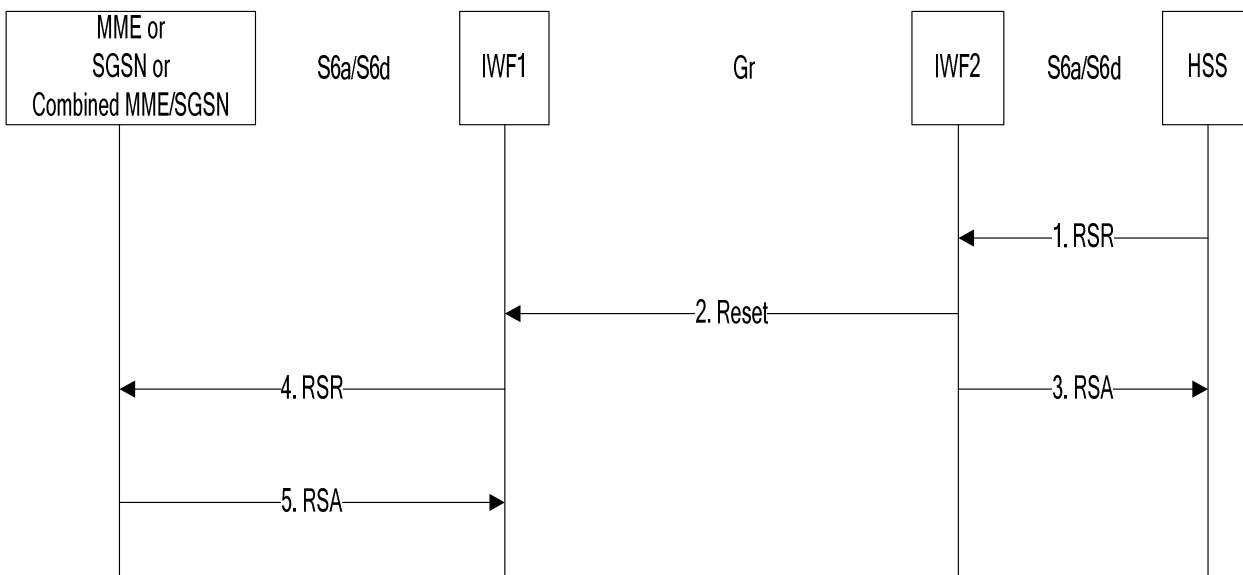 MME or
SGSN or
Combined MME/SGSN
S6a/S6d
IWF1
Gr
IWF2
S6a/S6d
HSS
1. RSR
2. Reset
4. RSR
3. RSA
5. RSA